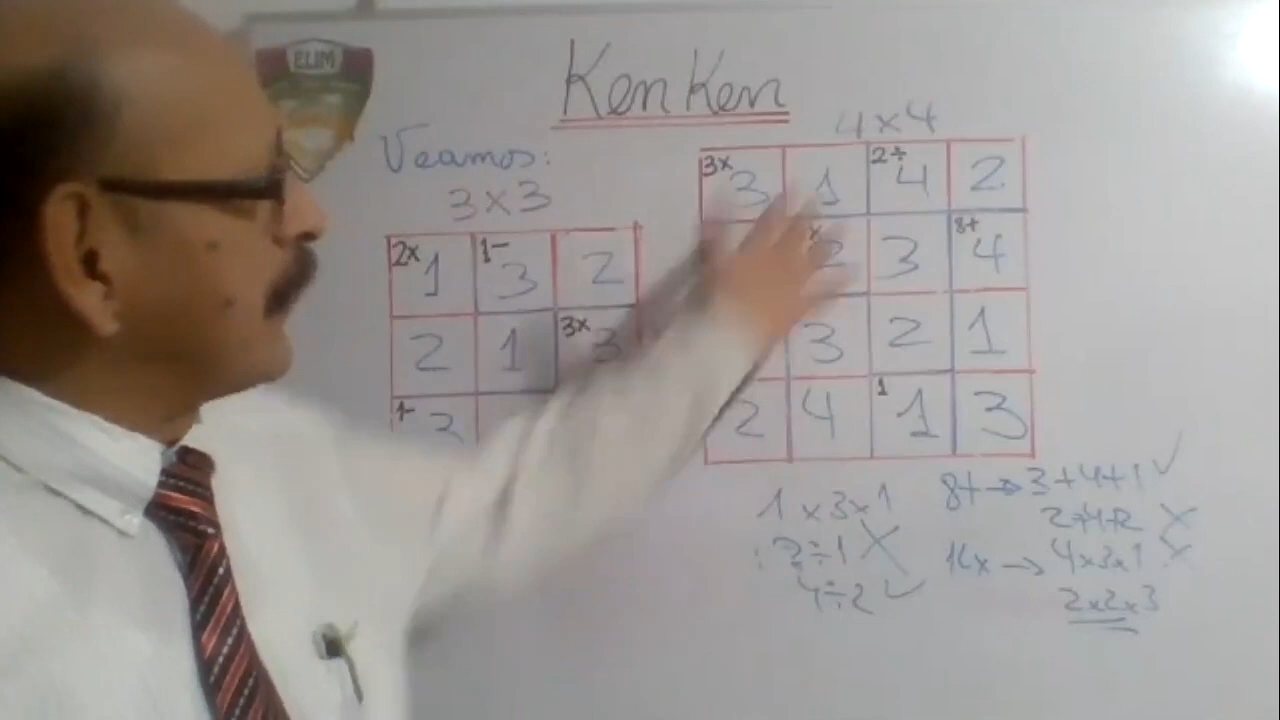 ELIM
KenKen
Veamos:
3x3
2x 1 1- 3 2
2 1 3x 3
4x4
3x 3 1 2÷ 4 2
x 2 3 8+ 4
3 2 1
2 4 1 1 3
1x3x1
2÷1 X
4÷2 ✓
8+ → 3+4+1 ✓
2+4+2 X
→ 4x3x1 X
2x2x3